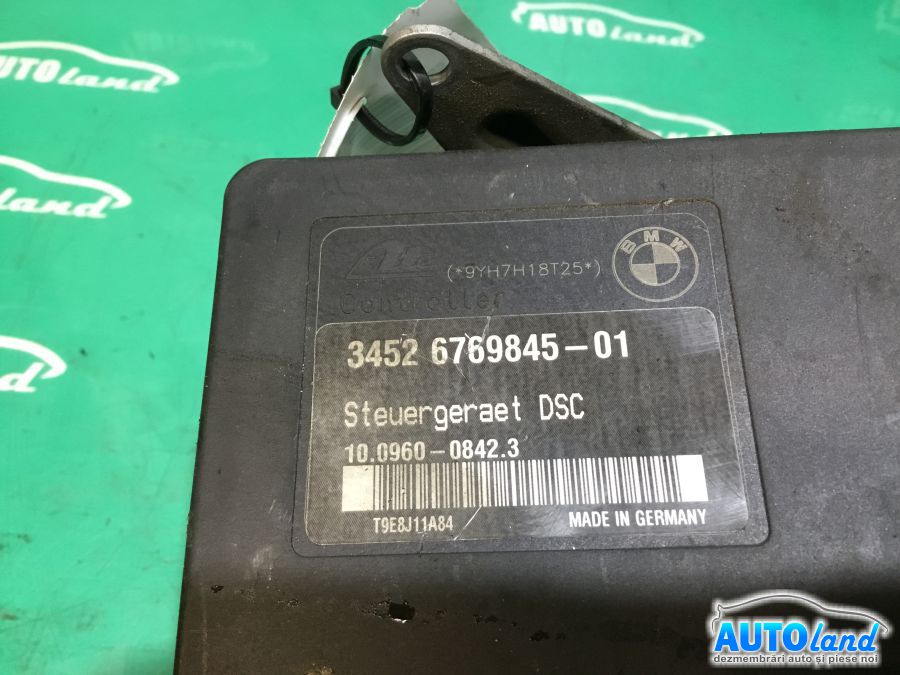 AUTOland
AUTOland
AUTOland
AUTOland
(*9YH7H18T25*)
BMW
Controller
3452 6769845-01
Steuergeraet DSC
10.0960-0842.3
T9E8J11A84
MADE IN GERMANY
AUTOland
dezmembrări auto și piese noi